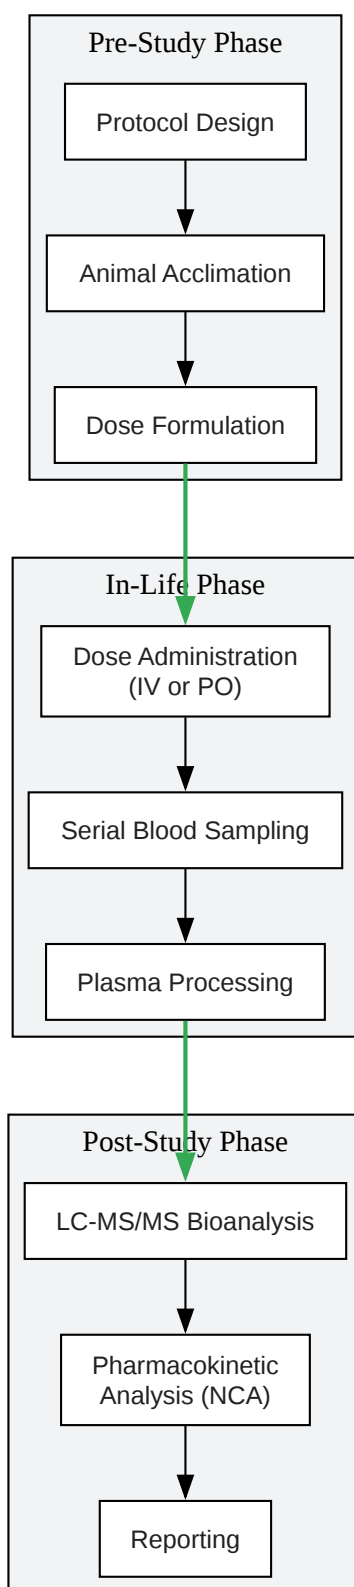 Pre-Study Phase
Protocol Design
Animal Acclimation
Dose Formulation
In-Life Phase
Dose Administration
(IV or PO)
Serial Blood Sampling
Plasma Processing
Post-Study Phase
LC-MS/MS Bioanalysis
Pharmacokinetic
Analysis (NCA)
Reporting